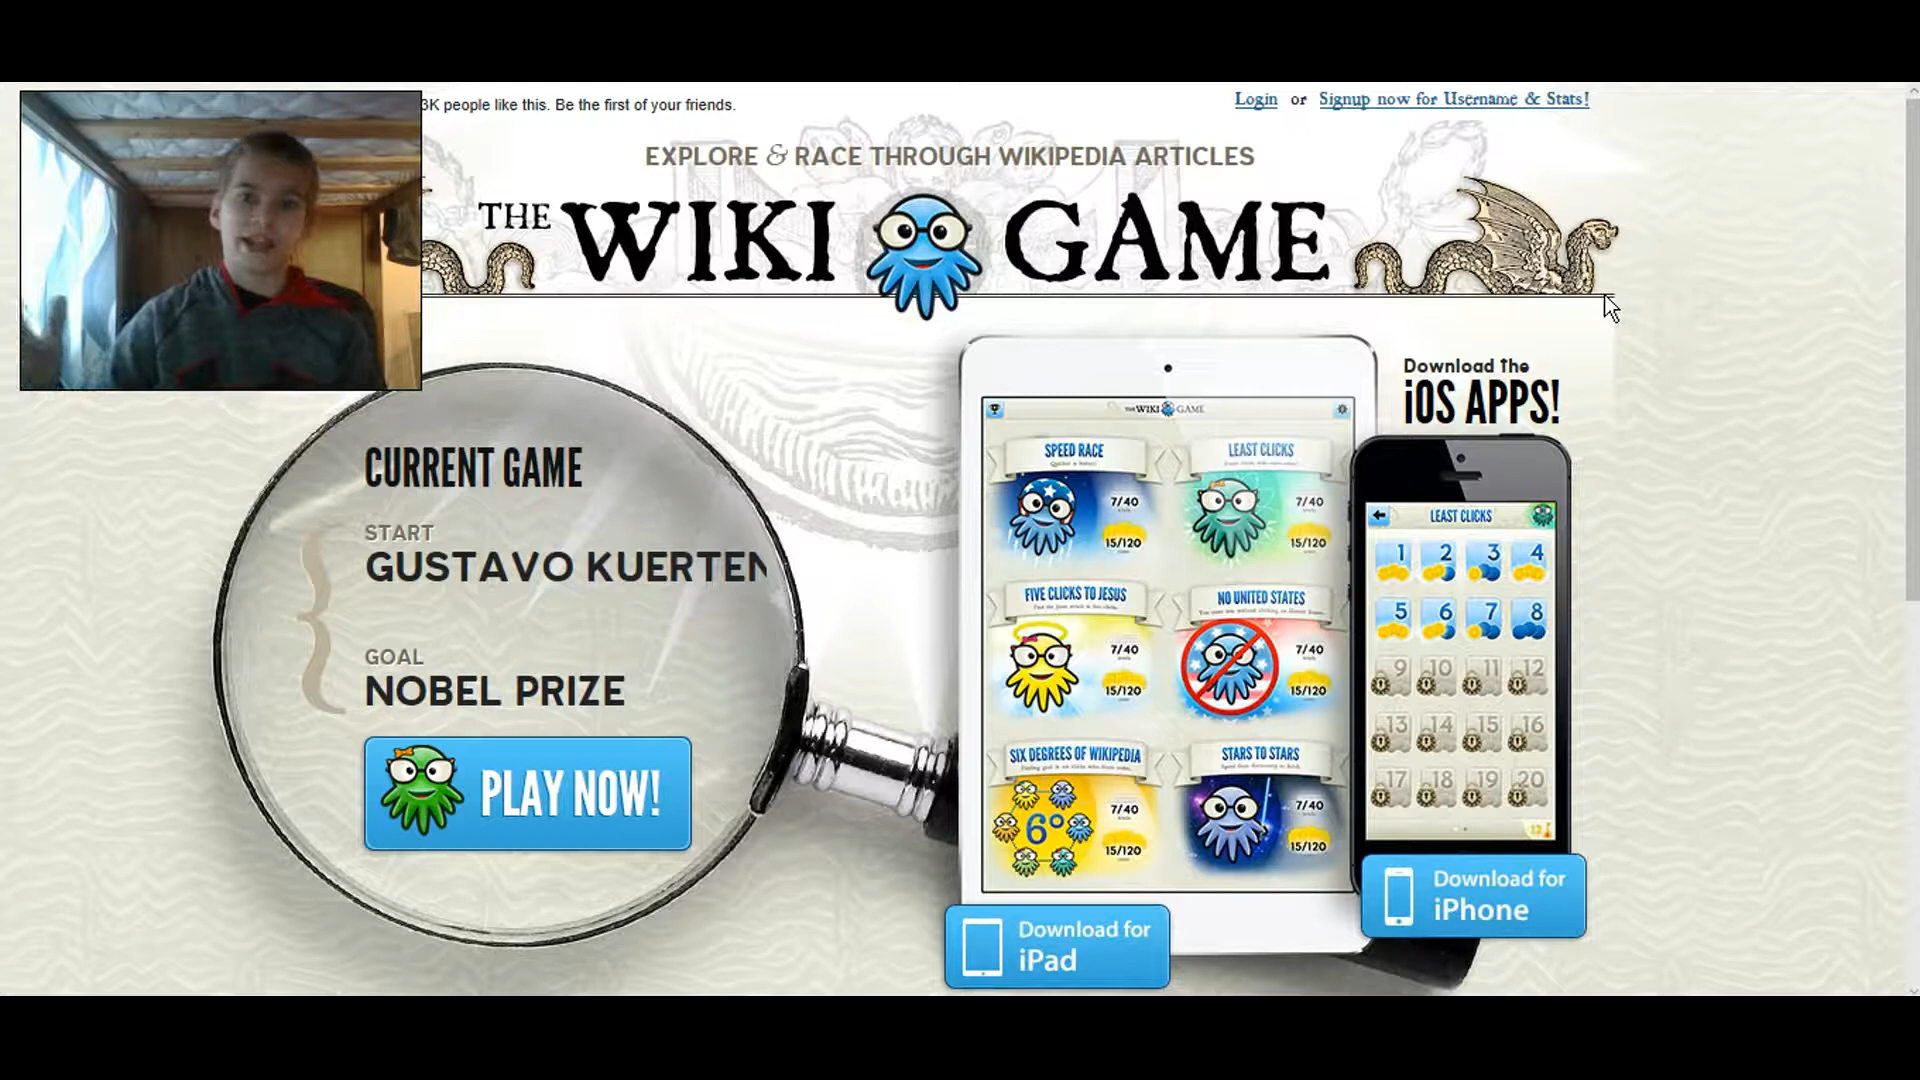 3K people like this. Be the first of your friends.
Login or Signup now for Username & Stats!
EXPLORE & RACE THROUGH WIKIPEDIA ARTICLES
THE WIKI GAME
Download the
iOS APPS!
CURRENT GAME
START
GUSTAVO KUERTEN
GOAL
NOBEL PRIZE
PLAY NOW!
THE WIKI GAME
SPEED RACE
LEAST CLICKS
7/40
15/120
7/40
15/120
FIVE CLICKS TO JESUS
NO UNITED STATES
7/40
15/120
7/40
15/120
SIX DEGREES OF WIKIPEDIA
STARS TO STARS
6°
7/40
15/120
7/40
15/120
LEAST CLICKS
1 2 3 4
5 6 7 8
9 10 11 12
13 14 15 16
17 18 19 20
Download for
iPad
Download for
iPhone